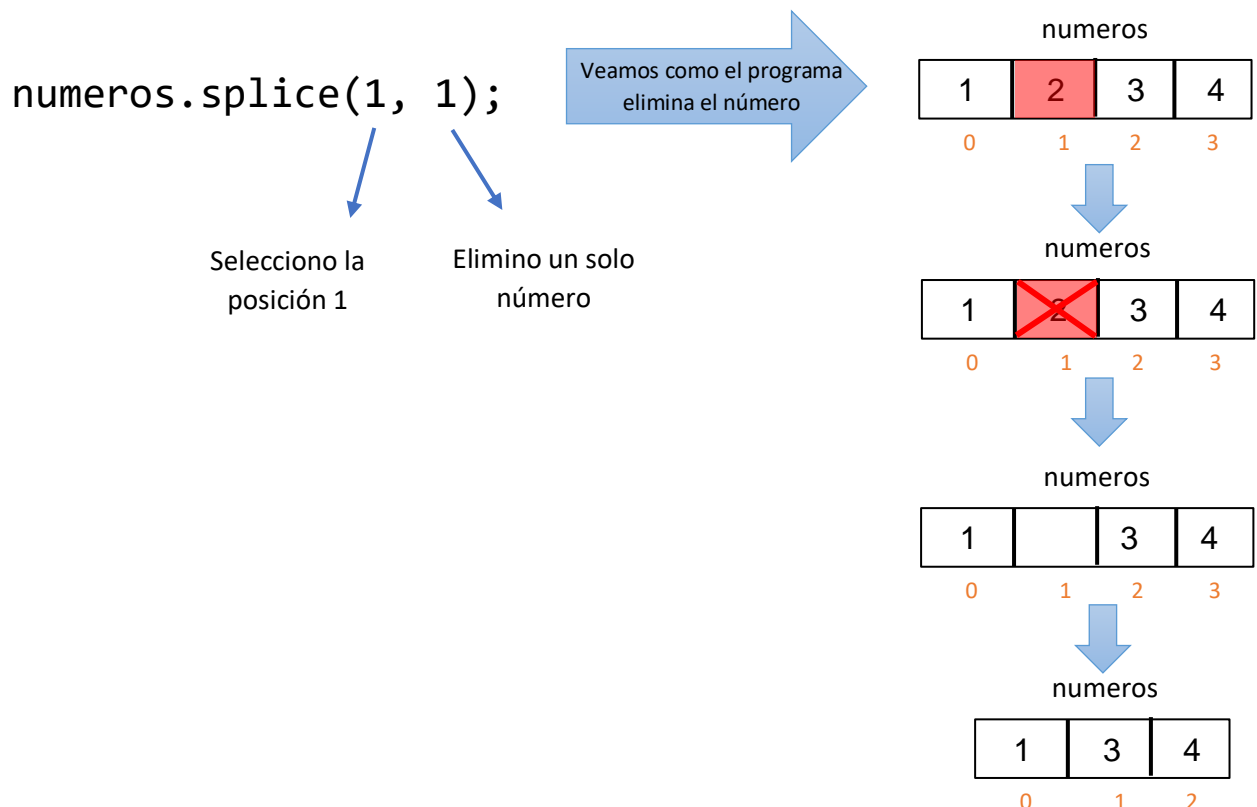 numeros.splice(1, 1);
Selecciono la
posición 1
Elimino un solo
número
Veamos como el programa
elimina el número
numeros
1 2 3 4
0 1 2 3
numeros
1 2 3 4
0 1 2 3
numeros
1 3 4
0 1 2 3
numeros
1 3 4
0 1 2